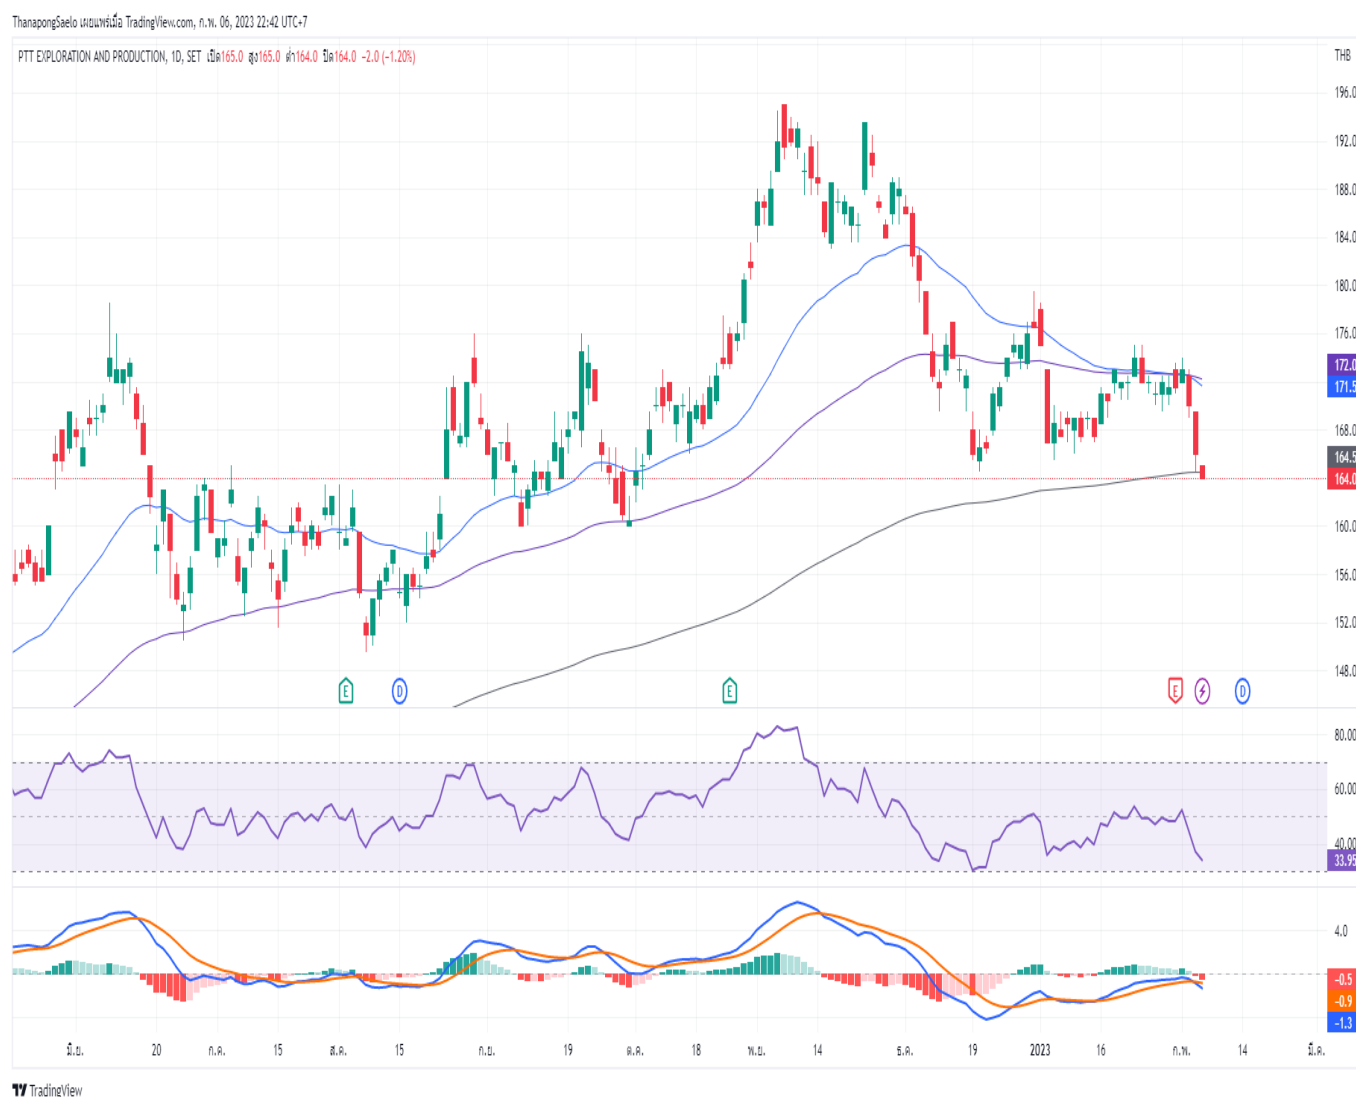 ThanapongSaelo เผยแพร่เมื่อ TradingView.com, ก.พ. 06, 2023 22:42 UTC+7
PTT EXPLORATION AND PRODUCTION, 1D, SET เปิด165.0 สูง165.0 ต่ำ164.0 ปิด164.0 −2.0 (−1.20%)
THB
196.0
192.0
188.0
184.0
180.0
176.0
172.0
171.5
168.0
164.5
164.0
160.0
156.0
152.0
148.0
E
D
E
E
D
80.00
60.00
40.00
33.95
4.0
−0.5
−0.9
−1.3
มิ.ย. 20 ก.ค. 15 ส.ค. 15 ก.ย. 19 ต.ค. 18 พ.ย. 14 ธ.ค. 19 2023 16 ก.พ. 14 มี.ค.
TradingView